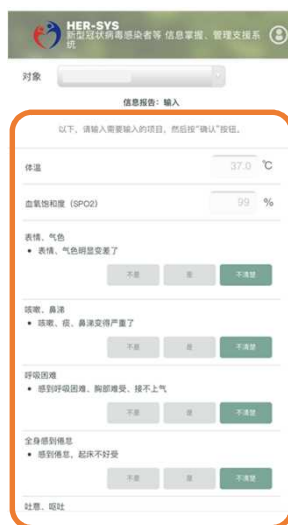 HER-SYS
新型冠状病毒感染者等 信息掌握、管理支援系
统
对象
信息报告：输入
以下，请输入需要输入的项目，然后按“确认”按钮。
体温 37.0 ℃
血氧饱和度（SPO2） 99 %
表情、气色
• 表情、气色明显变差了
不是 是 不清楚
咳嗽、鼻涕
• 咳嗽、痰、鼻涕变得严重了
不是 是 不清楚
呼吸困难
• 感到呼吸困难、胸部难受、接不上气
不是 是 不清楚
全身感到倦怠
• 感到倦怠，起床不好受
不是 是 不清楚
吐意、呕吐